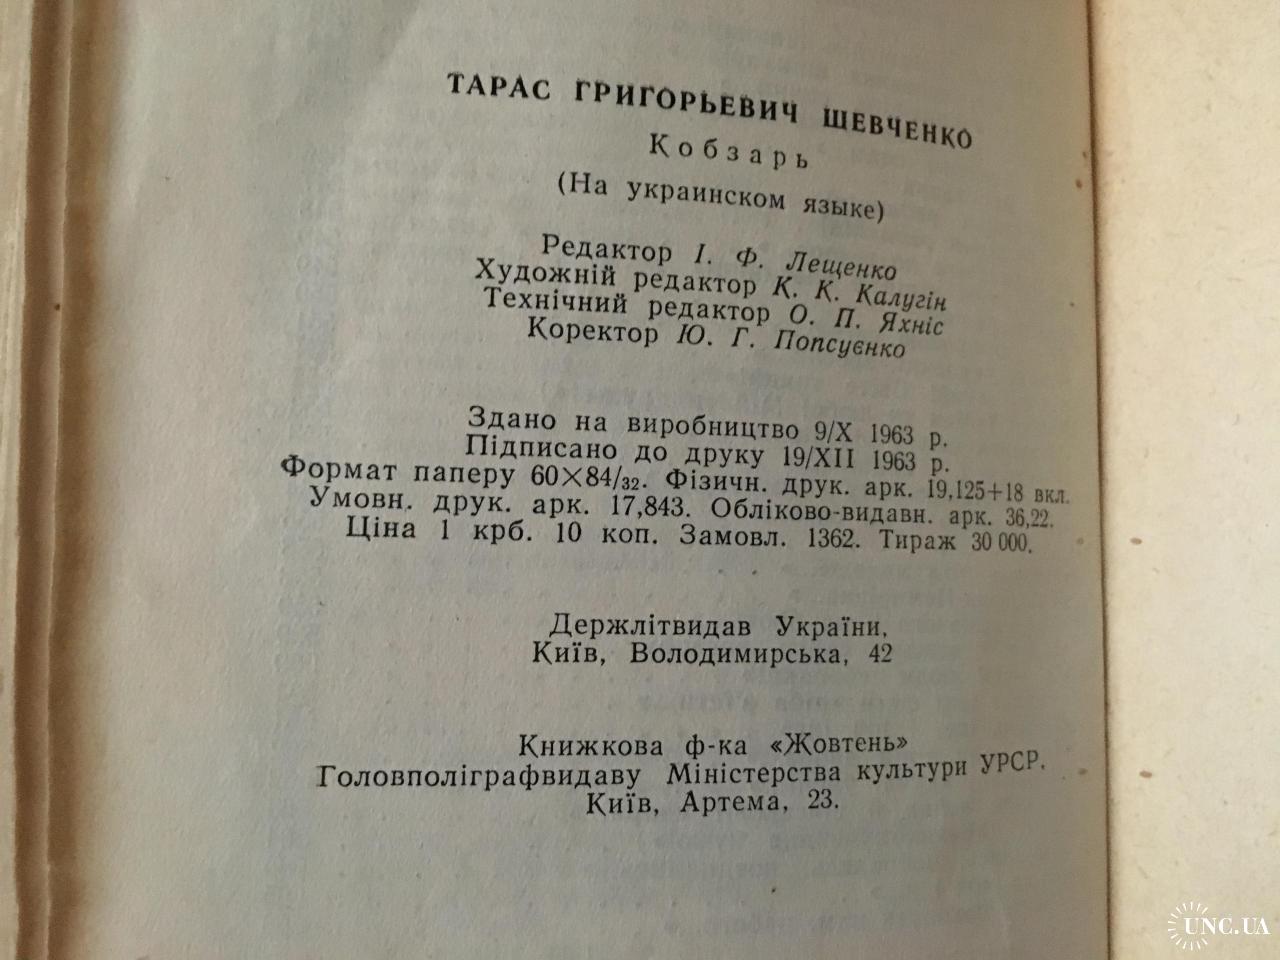 ТАРАС ГРИГОРЬЕВИЧ ШЕВЧЕНКО
Кобзарь
(На украинском языке)
Редактор І. Ф. Лещенко
Художній редактор К. К. Калугін
Технічний редактор О. П. Яхніс
Коректор Ю. Г. Попсуєнко
Здано на виробництво 9/X 1963 р.
Підписано до друку 19/XII 1963 р.
Формат паперу 60×84/32. Фізичн. друк. арк. 19,125+18 вкл.
Умовн. друк. арк. 17,843. Обліково-видавн. арк. 36,22.
Ціна 1 крб. 10 коп. Замовл. 1362. Тираж 30 000.
Держлітвидав України,
Київ, Володимирська, 42
Книжкова ф-ка «Жовтень»
Головполіграфвидаву Міністерства культури УРСР.
Київ, Артема, 23.
UNC.UA